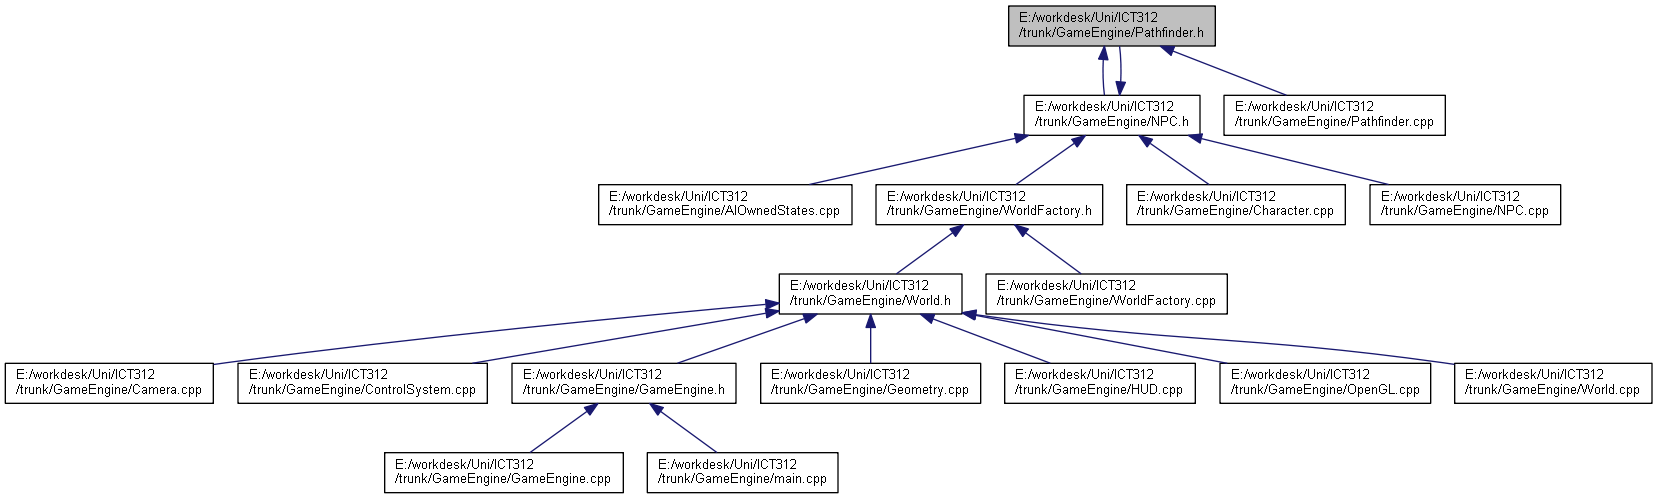 E:/workdesk/Uni/ICT312
/trunk/GameEngine/Pathfinder.h
E:/workdesk/Uni/ICT312
/trunk/GameEngine/NPC.h
E:/workdesk/Uni/ICT312
/trunk/GameEngine/Pathfinder.cpp
E:/workdesk/Uni/ICT312
/trunk/GameEngine/AIOwnedStates.cpp
E:/workdesk/Uni/ICT312
/trunk/GameEngine/WorldFactory.h
E:/workdesk/Uni/ICT312
/trunk/GameEngine/Character.cpp
E:/workdesk/Uni/ICT312
/trunk/GameEngine/NPC.cpp
E:/workdesk/Uni/ICT312
/trunk/GameEngine/World.h
E:/workdesk/Uni/ICT312
/trunk/GameEngine/WorldFactory.cpp
E:/workdesk/Uni/ICT312
/trunk/GameEngine/Camera.cpp
E:/workdesk/Uni/ICT312
/trunk/GameEngine/ControlSystem.cpp
E:/workdesk/Uni/ICT312
/trunk/GameEngine/GameEngine.h
E:/workdesk/Uni/ICT312
/trunk/GameEngine/Geometry.cpp
E:/workdesk/Uni/ICT312
/trunk/GameEngine/HUD.cpp
E:/workdesk/Uni/ICT312
/trunk/GameEngine/OpenGL.cpp
E:/workdesk/Uni/ICT312
/trunk/GameEngine/World.cpp
E:/workdesk/Uni/ICT312
/trunk/GameEngine/GameEngine.cpp
E:/workdesk/Uni/ICT312
/trunk/GameEngine/main.cpp